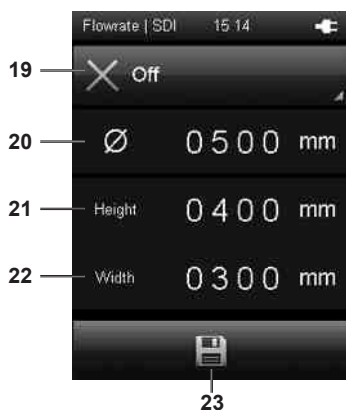 Flowrate | SDI 15 14
19 Off
20 Ø 0500 mm
21 Height 0400 mm
22 Width 0300 mm
23